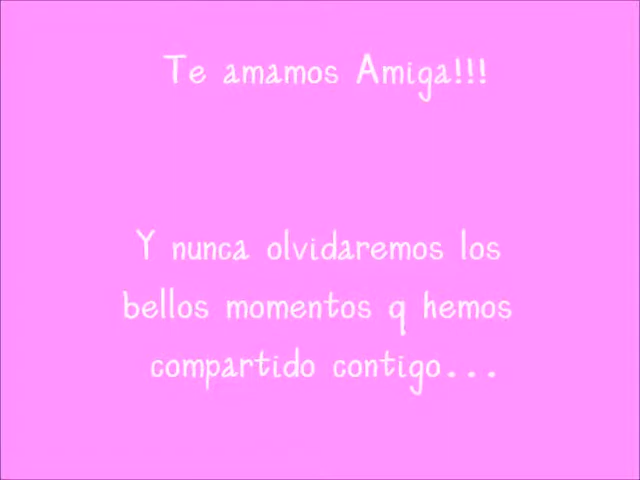 Te amamos Amiga!!!
Y nunca olvidaremos los
bellos momentos q hemos
compartido contigo...